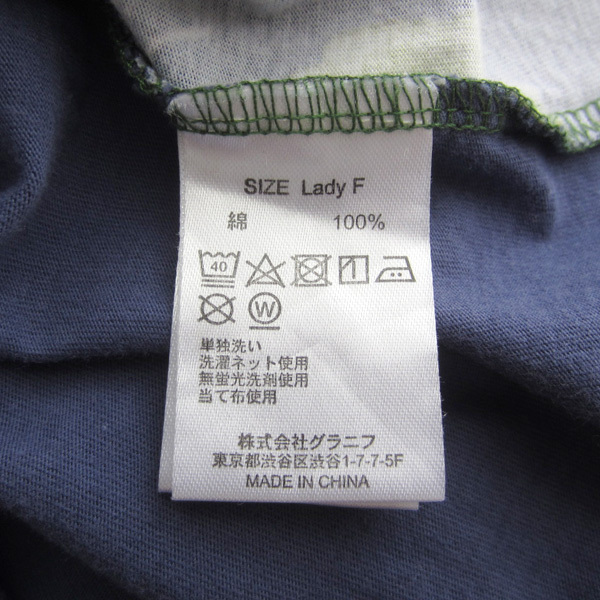 SIZE Lady F
綿 100%
40
W
単独洗い
洗濯ネット使用
無蛍光洗剤使用
当て布使用
株式会社グラニフ
東京都渋谷区渋谷1-7-7-5F
MADE IN CHINA